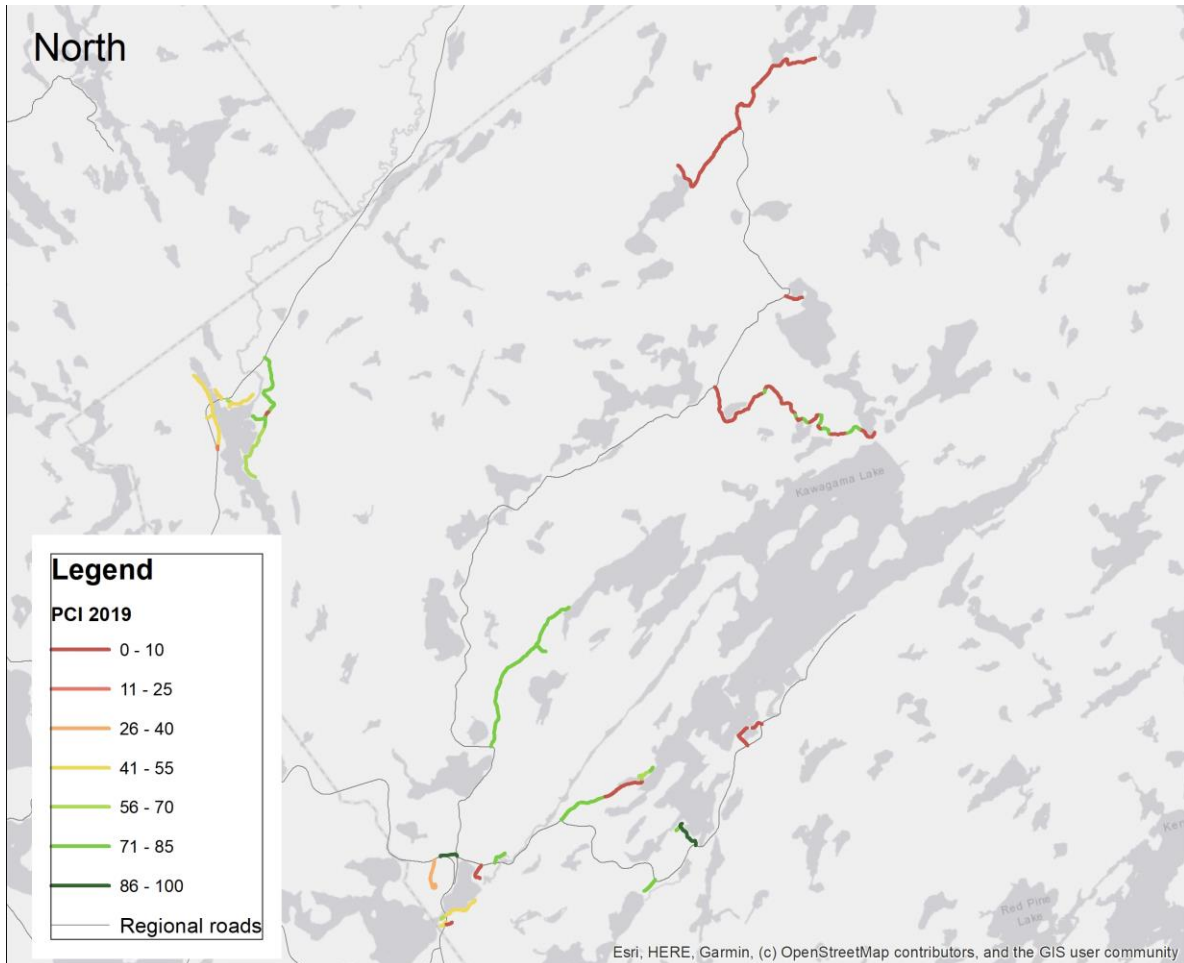 North
Kawagama Lake
Legend
PCI 2019
0 - 10
11 - 25
26 - 40
41 - 55
56 - 70
71 - 85
86 - 100
Regional roads
Ken
Red Pine
Lake
Esri, HERE, Garmin, (c) OpenStreetMap contributors, and the GIS user community